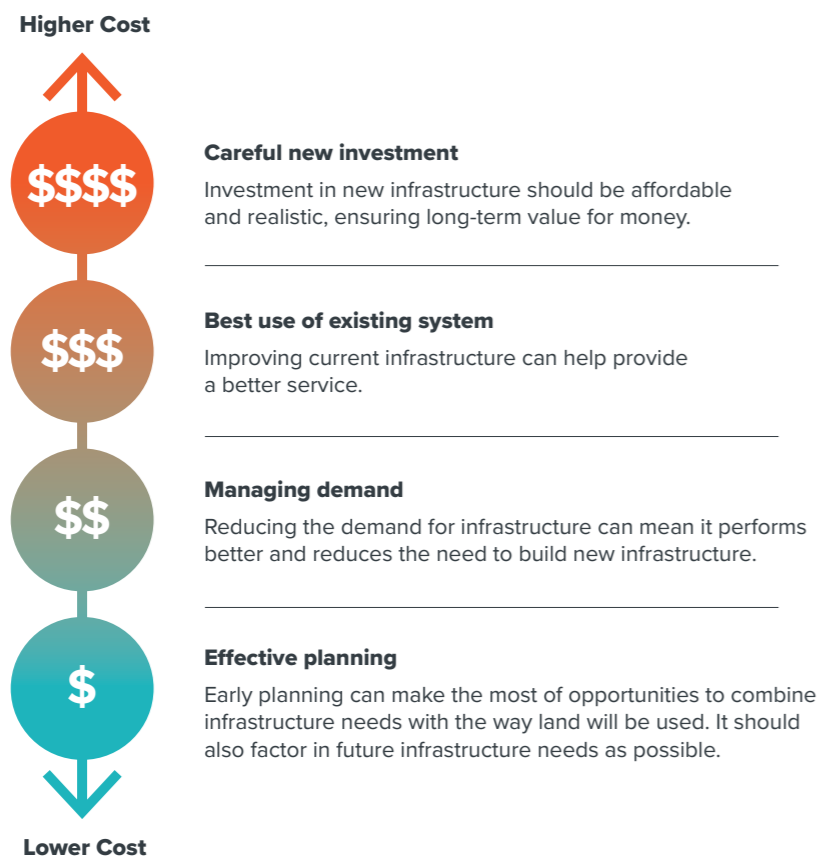 Higher Cost
$$$$
Careful new investment
Investment in new infrastructure should be affordable
and realistic, ensuring long-term value for money.
$$$
Best use of existing system
Improving current infrastructure can help provide
a better service.
$$
Managing demand
Reducing the demand for infrastructure can mean it performs
better and reduces the need to build new infrastructure.
$
Effective planning
Early planning can make the most of opportunities to combine
infrastructure needs with the way land will be used. It should
also factor in future infrastructure needs as possible.
Lower Cost